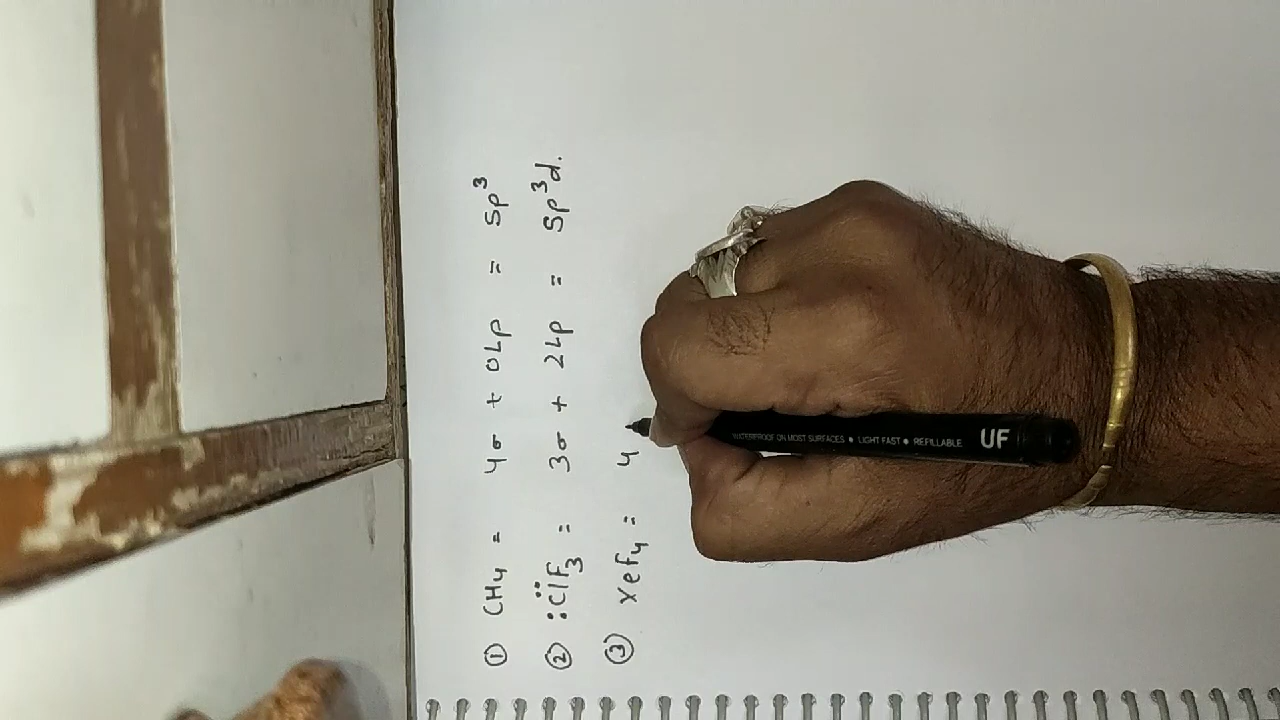 ① CH₄ = 4σ + 0LP = SP³
② :C̈lF₃ = 3σ + 2LP = SP³d.
③ XeF₄ = 4
WATERPROOF ON MOST SURFACES ● LIGHT FAST ● REFILLABLE UF